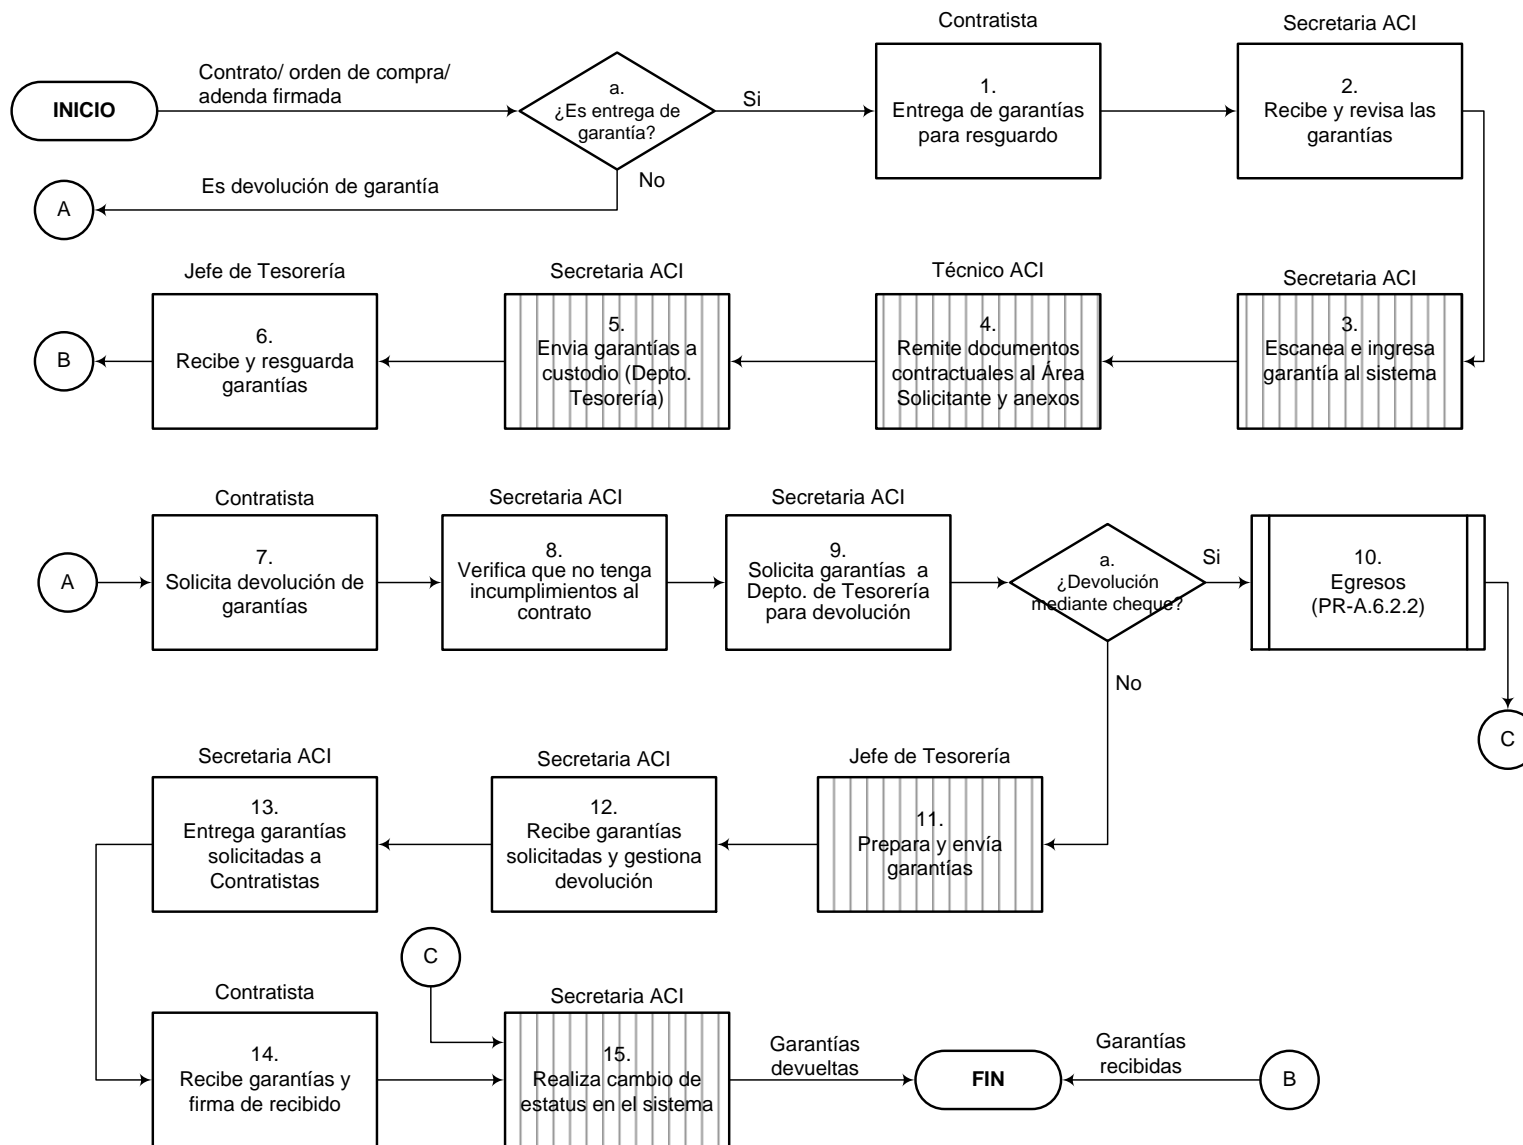 Contratista
Secretaria ACI
INICIO
Contrato/ orden de compra/
adenda firmada
a.
¿Es entrega de
garantía?
Si
1.
Entrega de garantías
para resguardo
2.
Recibe y revisa las
garantías
No
Es devolución de garantía
A
Jefe de Tesorería
Secretaria ACI
Técnico ACI
Secretaria ACI
B
6.
Recibe y resguarda
garantías
5.
Envia garantías a
custodio (Depto.
Tesorería)
4.
Remite documentos
contractuales al Área
Solicitante y anexos
3.
Escanea e ingresa
garantía al sistema
Contratista
Secretaria ACI
Secretaria ACI
A
7.
Solicita devolución de
garantías
8.
Verifica que no tenga
incumplimientos al
contrato
9.
Solicita garantías  a
Depto. de Tesorería
para devolución
a.
¿Devolución
mediante cheque?
Si
10.
Egresos
(PR-A.6.2.2)
No
C
Secretaria ACI
Secretaria ACI
Jefe de Tesorería
13.
Entrega garantías
solicitadas a
Contratistas
12.
Recibe garantías
solicitadas y gestiona
devolución
11.
Prepara y envía
garantías
C
Contratista
Secretaria ACI
14.
Recibe garantías y
firma de recibido
15.
Realiza cambio de
estatus en el sistema
Garantías
devueltas
FIN
Garantías
recibidas
B